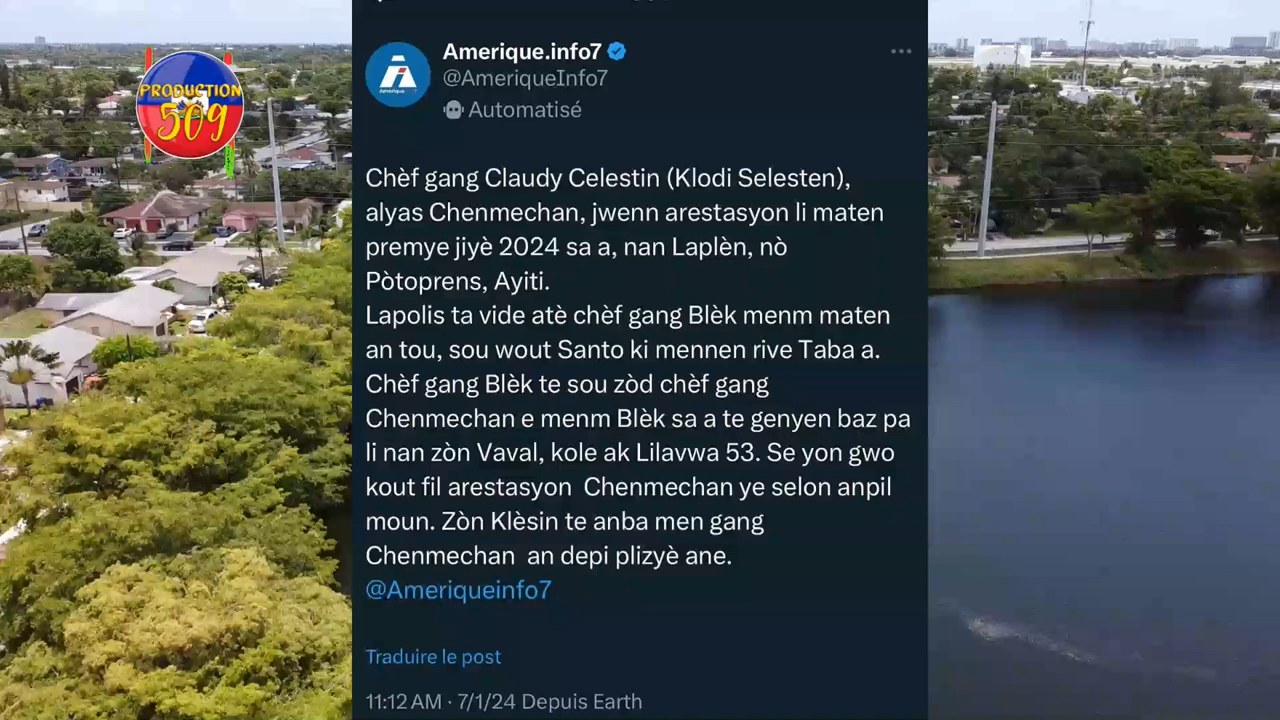 PRODUCTION
509
Amerique.info7
@AmeriqueInfo7
Automatisé
Chèf gang Claudy Celestin (Klodi Selesten),
alyas Chenmechan, jwenn arestasyon li maten
premye jiyè 2024 sa a, nan Laplèn, nò
Pòtoprens, Ayiti.
Lapolis ta vide atè chèf gang Blèk menm maten
an tou, sou wout Santo ki mennen rive Taba a.
Chèf gang Blèk te sou zòd chèf gang
Chenmechan e menm Blèk sa a te genyen baz pa
li nan zòn Vaval, kole ak Lilavwa 53. Se yon gwo
kout fil arestasyon  Chenmechan ye selon anpil
moun. Zòn Klèsin te anba men gang
Chenmechan  an depi plizyè ane.
@Ameriqueinfo7
Traduire le post
11:12 AM · 7/1/24 Depuis Earth